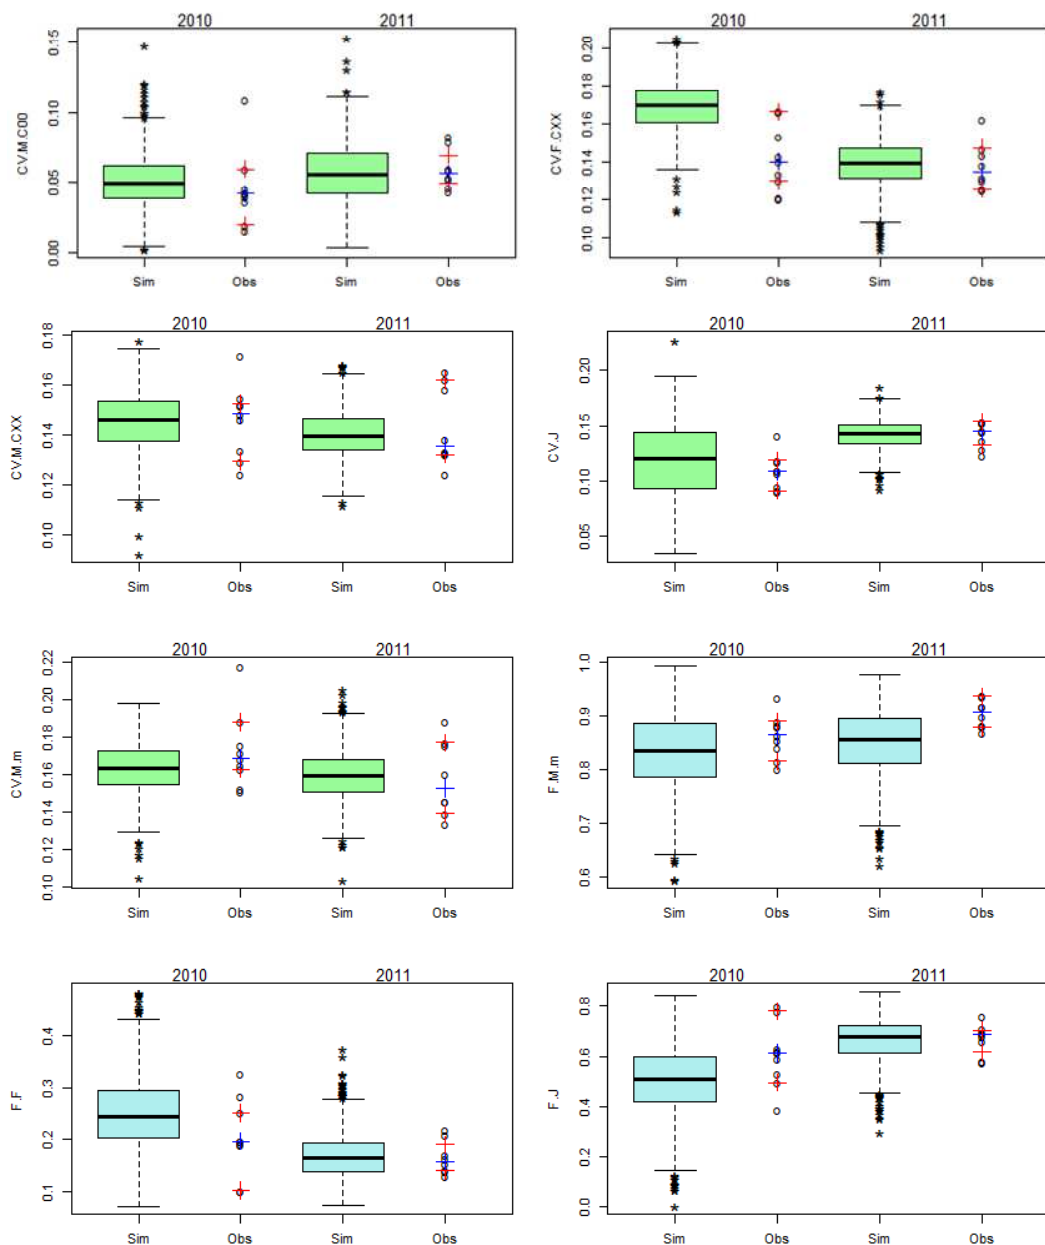 2010 2011
CV.M.C00
0.00 0.05 0.10 0.15
Sim Obs Sim Obs
2010 2011
CV.F.CXX
0.10 0.12 0.14 0.16 0.18 0.20
Sim Obs Sim Obs
2010 2011
CV.M.CXX
0.10 0.12 0.14 0.16 0.18
Sim Obs Sim Obs
2010 2011
CV.J
0.05 0.10 0.15 0.20
Sim Obs Sim Obs
2010 2011
CV.M.m
0.10 0.12 0.14 0.16 0.18 0.20 0.22
Sim Obs Sim Obs
2010 2011
F.M.m
0.6 0.7 0.8 0.9 1.0
Sim Obs Sim Obs
2010 2011
F.F
0.1 0.2 0.3 0.4
Sim Obs Sim Obs
2010 2011
F.J
0.0 0.2 0.4 0.6 0.8
Sim Obs Sim Obs